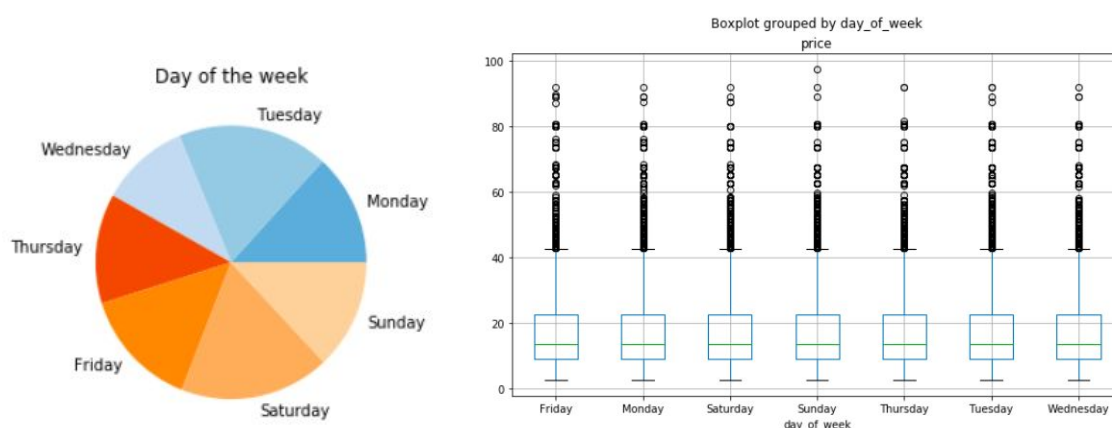 Day of the week
Tuesday
Wednesday
Monday
Thursday
Sunday
Friday
Saturday
Boxplot grouped by day_of_week
price
100
80
60
40
20
0
Friday Monday Saturday Sunday Thursday Tuesday Wednesday
day_of_week